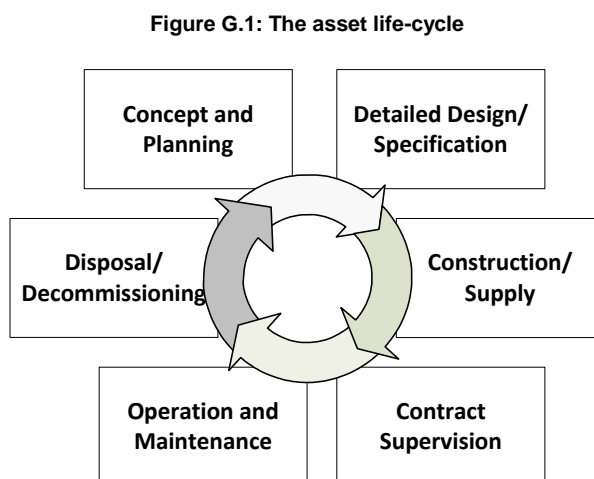 Figure G.1: The asset life-cycle
Concept and
Planning
Detailed Design/
Specification
Disposal/
Decommissioning
Construction/
Supply
Operation and
Maintenance
Contract
Supervision